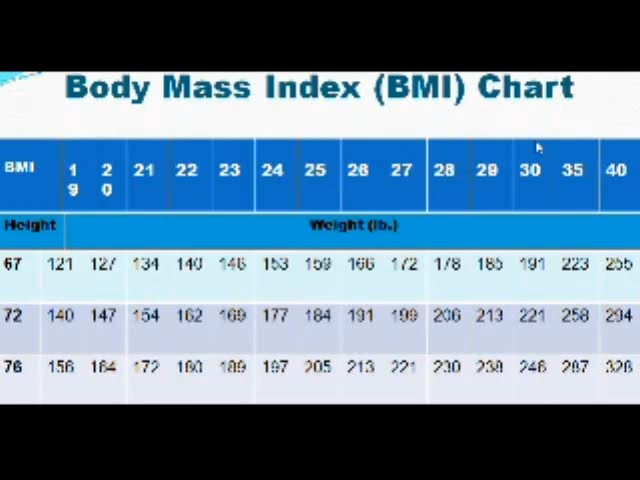 Body Mass Index (BMI) Chart
BMI 19 20 21 22 23 24 25 26 27 28 29 30 35 40
Height Weight (lb.)
67 121 127 134 140 146 153 159 166 172 178 185 191 223 255
72 140 147 154 162 169 177 184 191 199 206 213 221 258 294
76 156 164 172 180 189 197 205 213 221 230 238 246 287 328